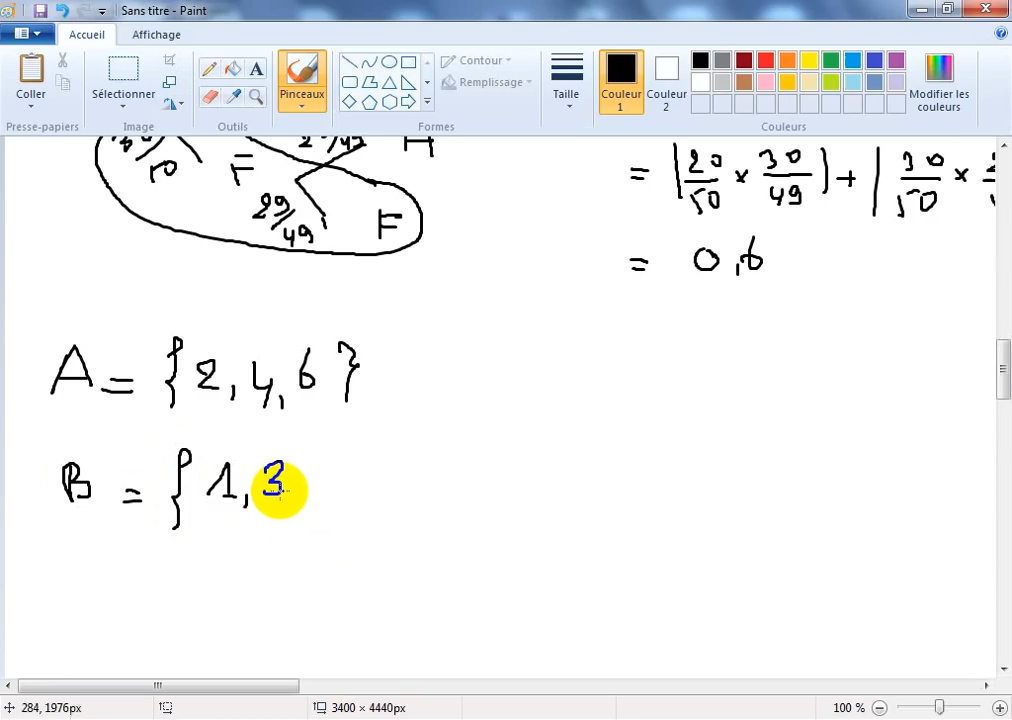 Sans titre - Paint
Accueil Affichage
Coller
Sélectionner
Pinceaux
Contour
Remplissage
Taille
Couleur 1
Couleur 2
Modifier les couleurs
Presse-papiers Image Outils Formes Couleurs
29/49
F
H
F
= (20/50 × 30/49) + (30/50 ×
= 0,6
A = {2,4,6}
B = {1,3
284, 1976px 3400 × 4440px 100 %